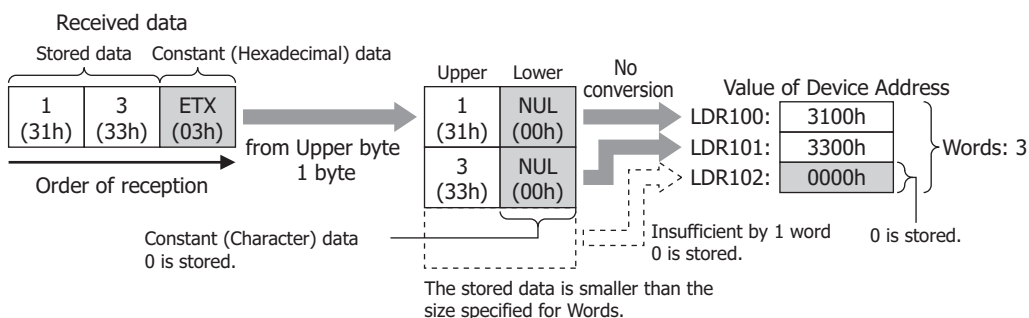 Received data
Stored data
Constant (Hexadecimal) data
1
(31h)
3
(33h)
ETX
(03h)
Order of reception
from Upper byte
1 byte
Upper
Lower
1
(31h)
NUL
(00h)
3
(33h)
NUL
(00h)
Constant (Character) data
0 is stored.
The stored data is smaller than the
size specified for Words.
No
conversion
Insufficient by 1 word
0 is stored.
Value of Device Address
LDR100:
3100h
LDR101:
3300h
LDR102:
0000h
Words: 3
0 is stored.